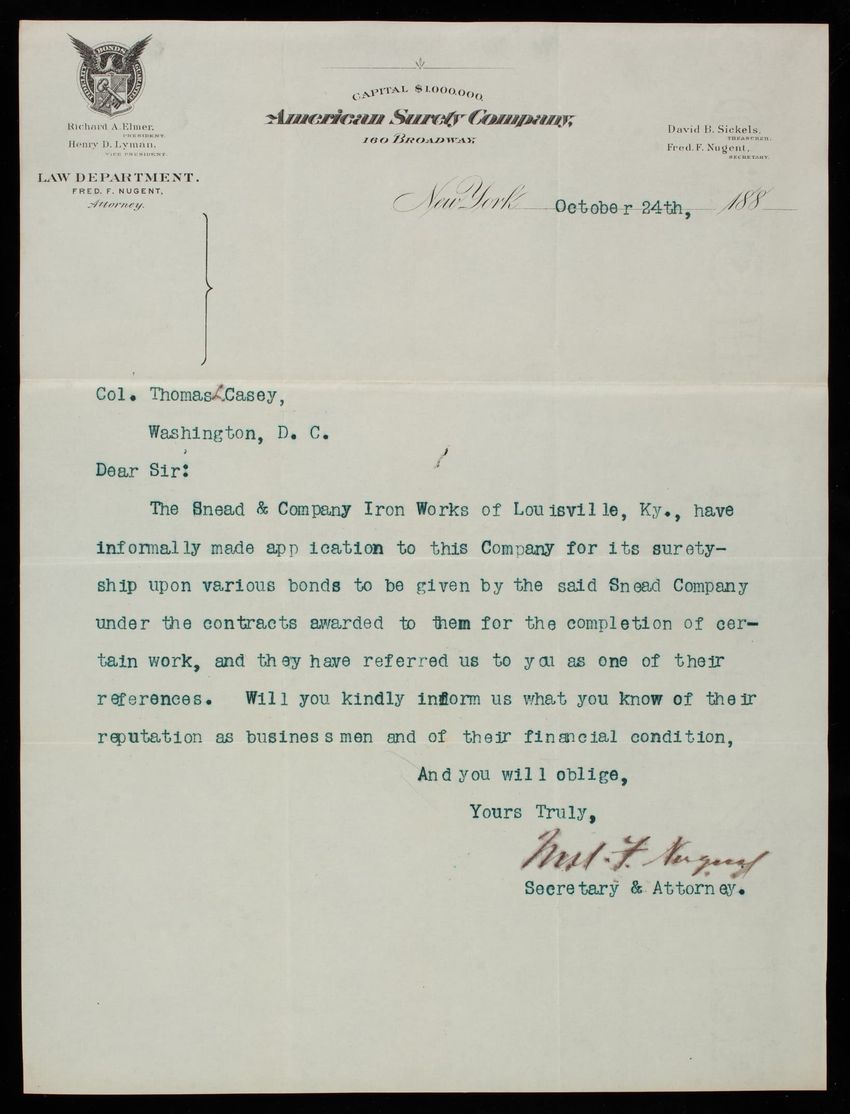 BONDS
FIDELITY
Richard A. Elmer,
PRESIDENT.
Henry D. Lyman,
VICE PRESIDENT.
LAW DEPARTMENT.
FRED. F. NUGENT,
Attorney.
CAPITAL $1,000,000.
American Surety Company,
160 BROADWAY,
David B. Sickels,
TREASURER.
Fred. F. Nugent,
SECRETARY.
New York October 24th, 188
Col. Thomas L Casey,
Washington, D. C.
Dear Sir:
The Snead & Company Iron Works of Louisville, Ky., have
informally made app ication to this Company for its surety-
ship upon various bonds to be given by the said Snead Company
under the contracts awarded to them for the completion of cer-
tain work, and they have referred us to you as one of their
references. Will you kindly inform us what you know of their
reputation as business men and of their financial condition,
And you will oblige,
Yours Truly,
Fred. F. Nugent
Secretary & Attorney.